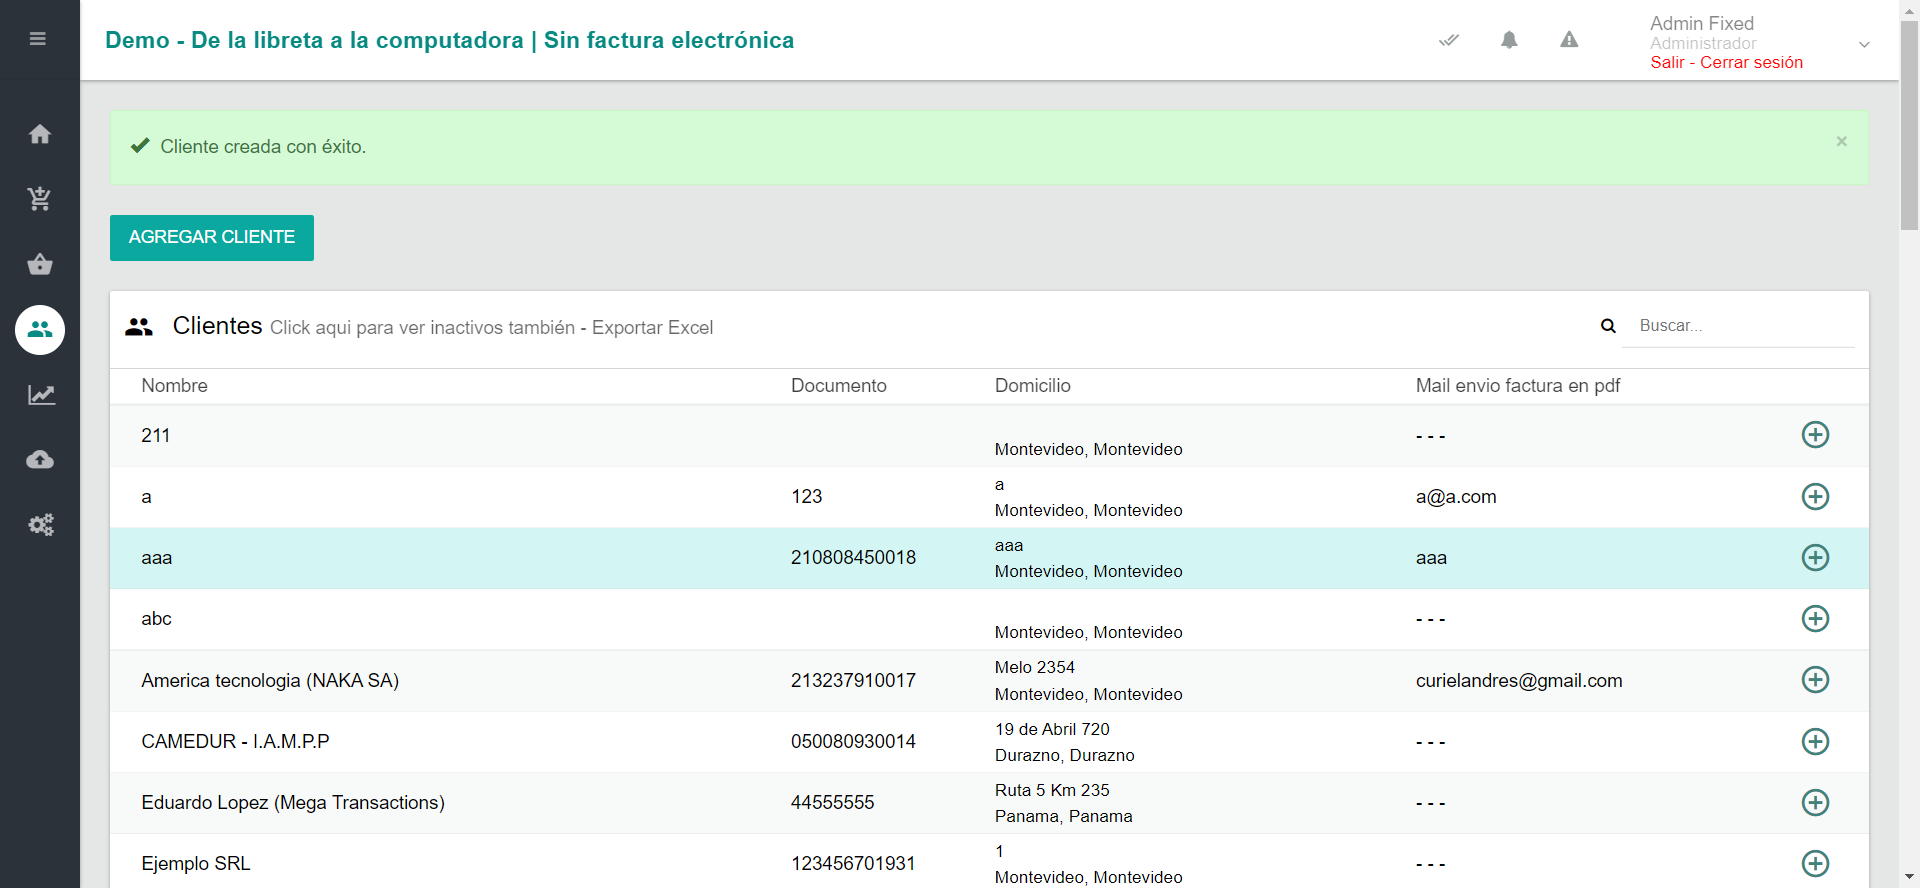 Demo - De la libreta a la computadora | Sin factura electrónica
Admin Fixed
Administrador
Salir - Cerrar sesión
Cliente creada con éxito.
×
AGREGAR CLIENTE
Clientes Click aqui para ver inactivos también - Exportar Excel
Buscar...
Nombre Documento Domicilio Mail envio factura en pdf
211 - - -
Montevideo, Montevideo
a 123 a a@a.com
Montevideo, Montevideo
aaa 210808450018 aaa aaa
Montevideo, Montevideo
abc - - -
Montevideo, Montevideo
America tecnologia (NAKA SA) 213237910017 Melo 2354 curielandres@gmail.com
Montevideo, Montevideo
CAMEDUR - I.A.M.P.P 050080930014 19 de Abril 720 - - -
Durazno, Durazno
Eduardo Lopez (Mega Transactions) 44555555 Ruta 5 Km 235 - - -
Panama, Panama
Ejemplo SRL 123456701931 1 - - -
Montevideo, Montevideo